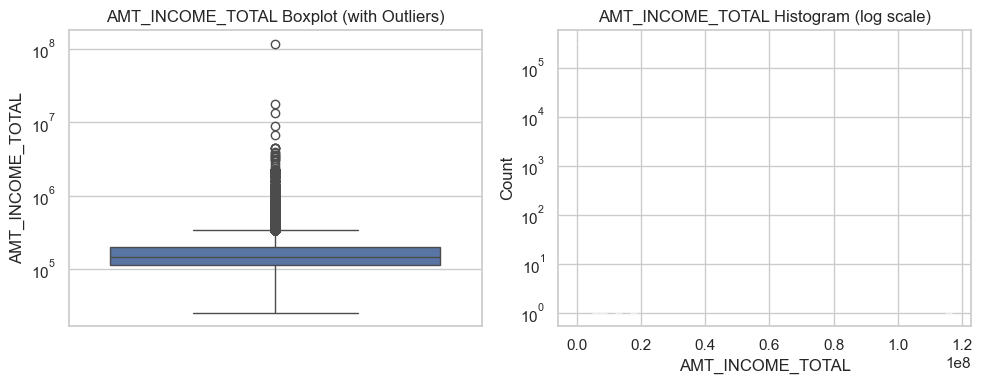 AMT_INCOME_TOTAL Boxplot (with Outliers)
AMT_INCOME_TOTAL
10⁸
10⁷
10⁶
10⁵
AMT_INCOME_TOTAL Histogram (log scale)
Count
10⁵
10⁴
10³
10²
10¹
10⁰
0.0 0.2 0.4 0.6 0.8 1.0 1.2
1e8
AMT_INCOME_TOTAL